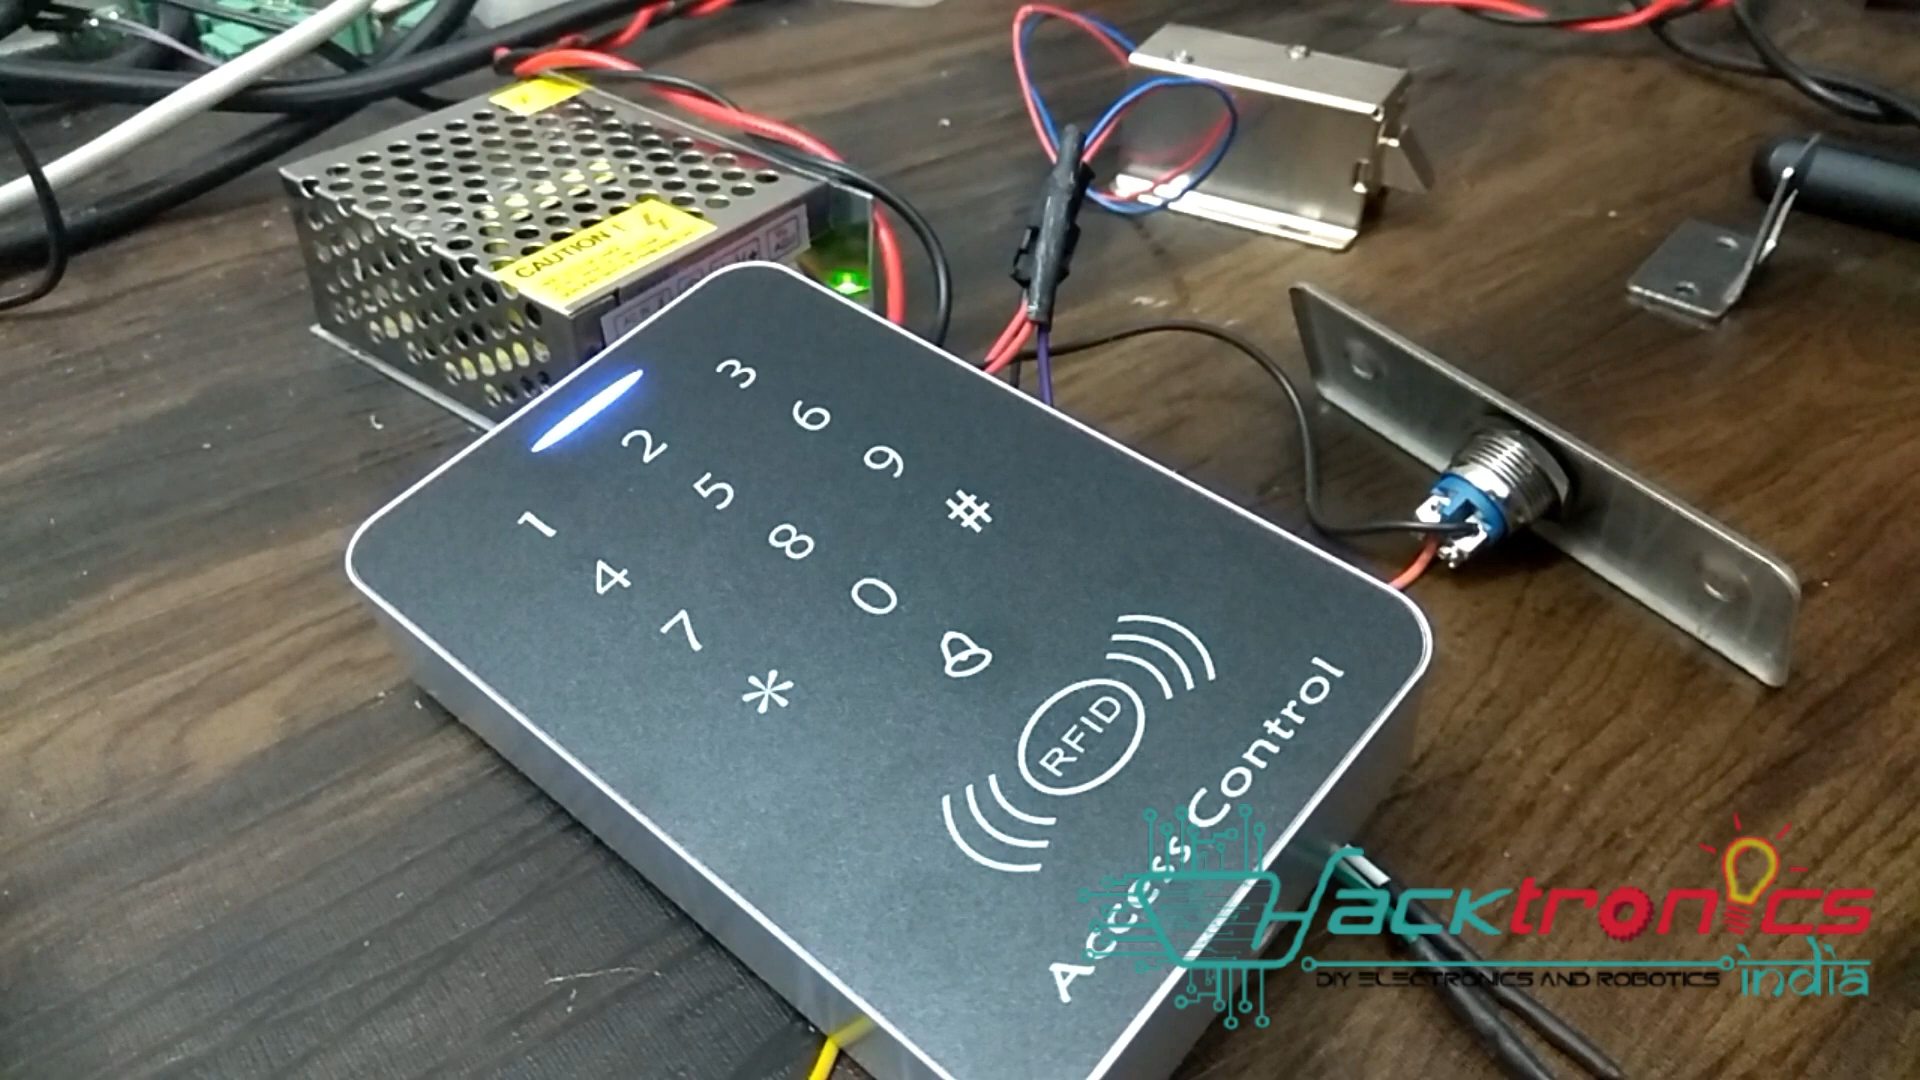 CAUTION !
1 2 3
4 5 6
7 8 9
* 0 #
RFID
Access Control
Hacktronics
india
DIY ELECTRONICS AND ROBOTICS